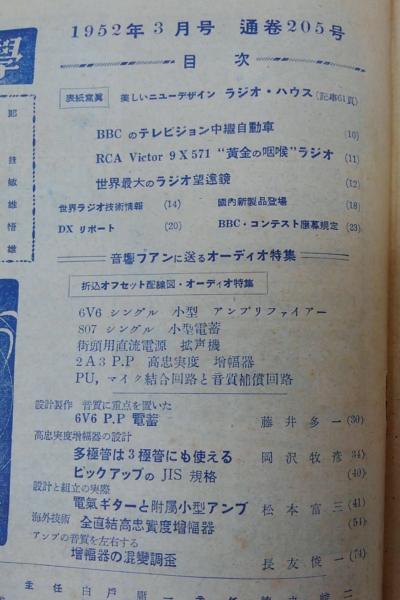 1952年3月号 通巻205号
目次
表紙寫眞 美しいニューデザイン ラジオ・ハウス(記事61頁)
BBCのテレビジョン中繼自動車 (10)
RCA Victor 9X571 “黄金の咽喉”ラジオ (11)
世界最大のラジオ望遠鏡 (12)
世界ラジオ技術情報 (14) 國内新製品登場 (18)
DXリポート (20) BBC・コンテスト應募規定 (23)
音響フアンに送るオーディオ特集
折込オフセット配線図・オーディオ特集
6V6 シングル 小型 アンプリファイアー
807 シングル 小型電蓄
街頭用直流電源 拡声機
2A3 P.P 高忠実度 増幅器
PU, マイク結合回路と音質補償回路
設計製作 音質に重点を置いた
6V6 P.P 電蓄 藤井多一 (30)
高忠実度増幅器の設計
多極管は3極管にも使える 岡沢牧彦 34)
ピックアップの JIS 規格 (40)
設計と組立の実際
電氣ギターと附属小型アンプ 松本富三 (41)
海外技術 全直結高忠實度増幅器 (54)
アンプの音質を左右する
増幅器の混變調歪 長友俊一 (74)
主任